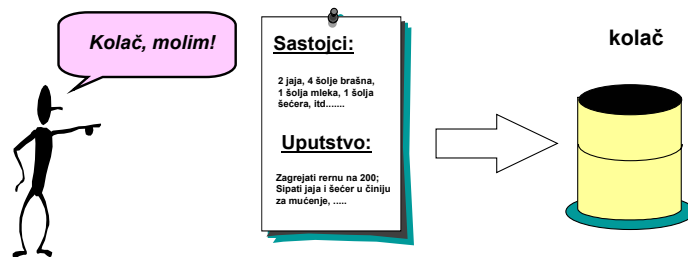 Kolač, molim!
Sastojci:
2 jaja, 4 šolje brašna,
1 šolja mleka, 1 šolja
šećera, itd.......
Uputstvo:
Zagrejati rernu na 200;
Sipati jaja i šećer u činiju
za mućenje, .....
kolač